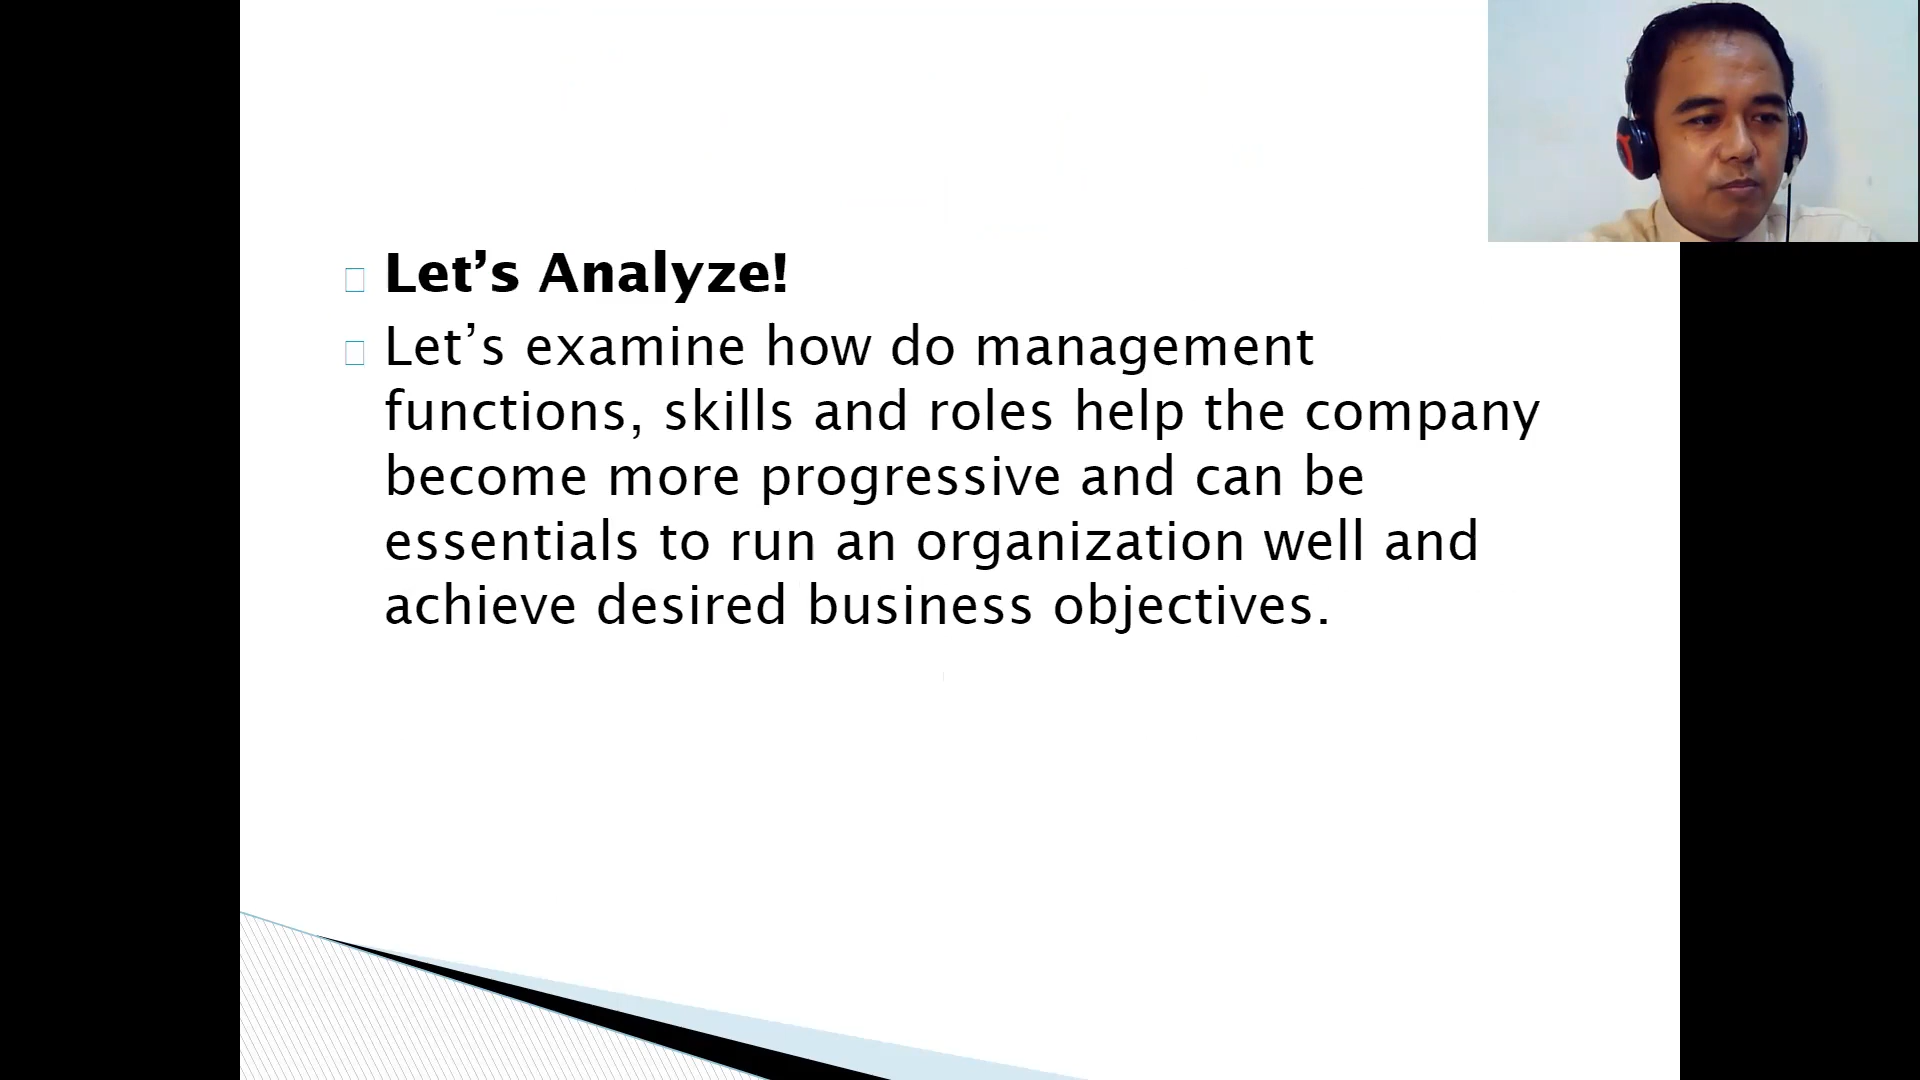 Let’s Analyze!
Let’s examine how do management
functions, skills and roles help the company
become more progressive and can be
essentials to run an organization well and
achieve desired business objectives.